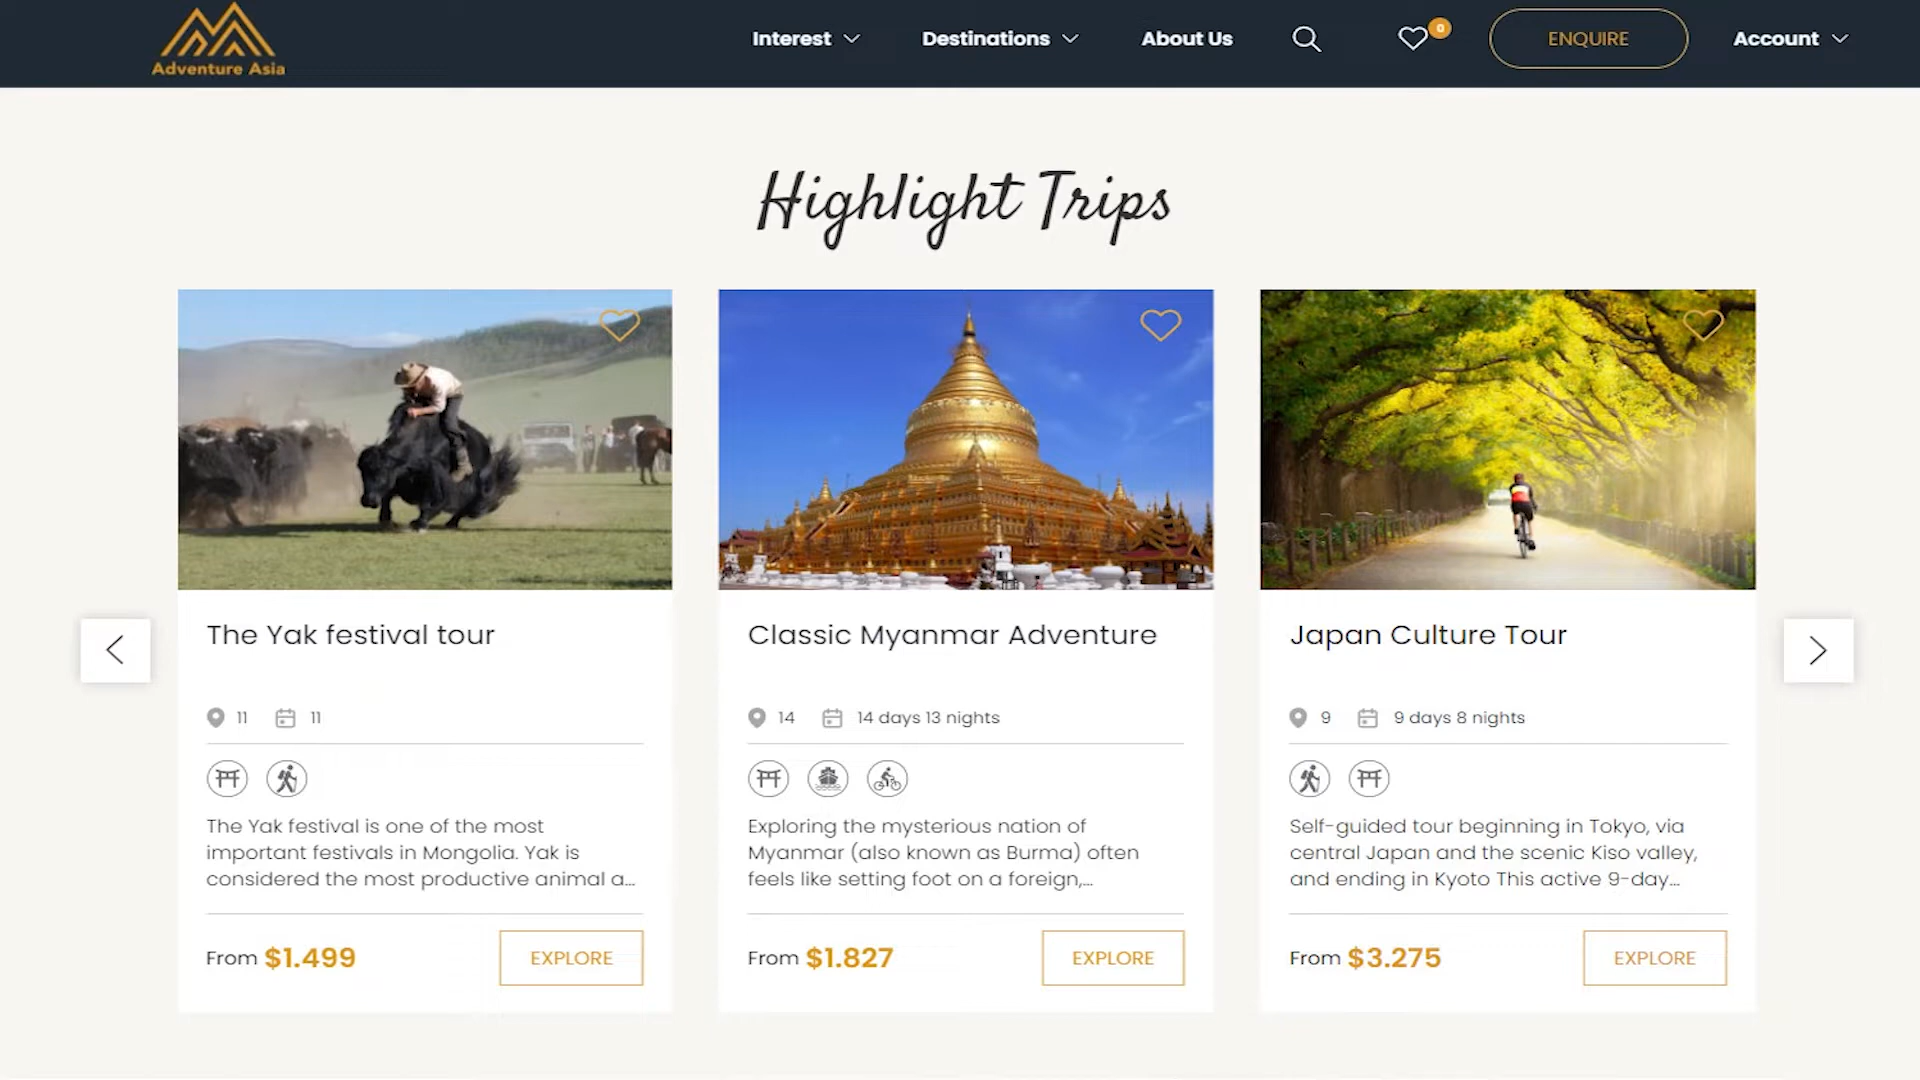 Adventure Asia
Interest
Destinations
About Us
0
ENQUIRE
Account
Highlight Trips
The Yak festival tour
11 11
The Yak festival is one of the most
important festivals in Mongolia. Yak is
considered the most productive animal a...
From $1.499
EXPLORE
Classic Myanmar Adventure
14 14 days 13 nights
Exploring the mysterious nation of
Myanmar (also known as Burma) often
feels like setting foot on a foreign,...
From $1.827
EXPLORE
Japan Culture Tour
9 9 days 8 nights
Self-guided tour beginning in Tokyo, via
central Japan and the scenic Kiso valley,
and ending in Kyoto This active 9-day...
From $3.275
EXPLORE